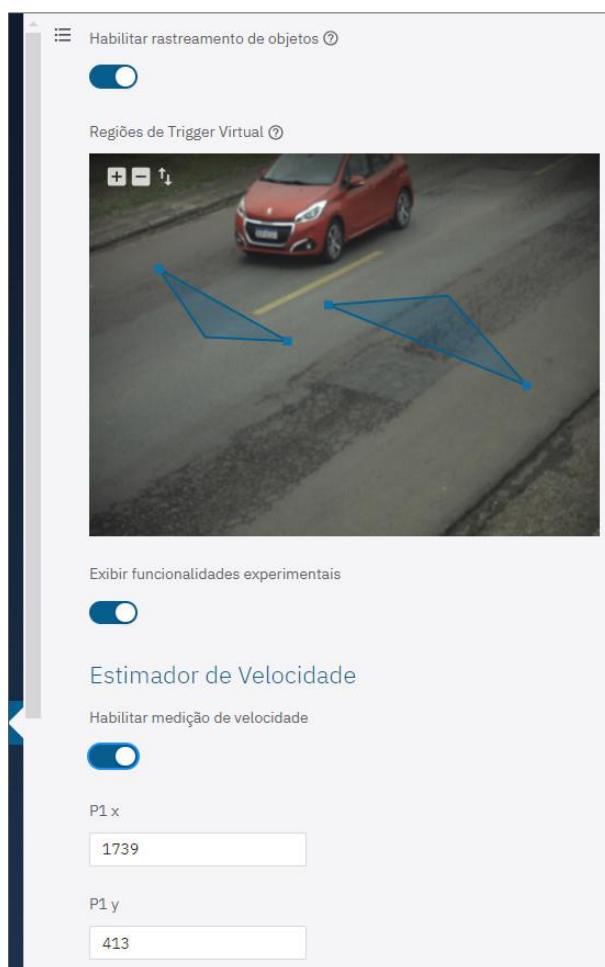 Habilitar rastreamento de objetos
Regiões de Trigger Virtual
Exibir funcionalidades experimentais
Estimador de Velocidade
Habilitar medição de velocidade
P1 x
1739
P1 y
413